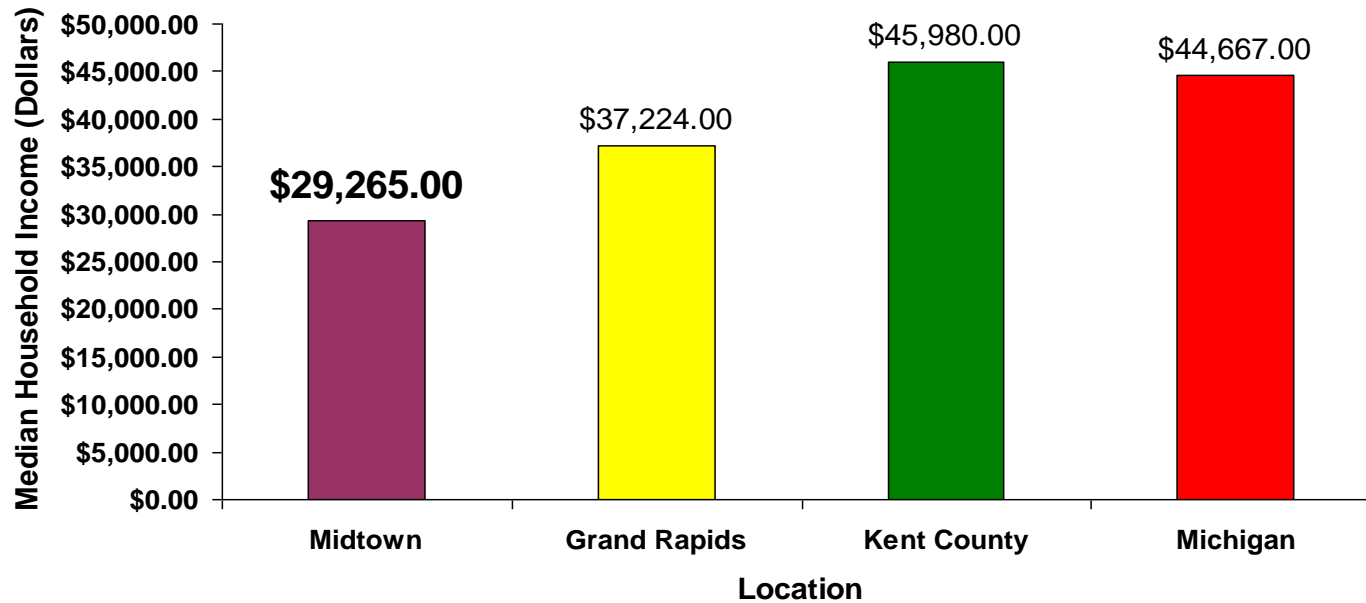 Median Household Income (Dollars)
$50,000.00
$45,000.00
$40,000.00
$35,000.00
$30,000.00
$25,000.00
$20,000.00
$15,000.00
$10,000.00
$5,000.00
$0.00
$29,265.00
$37,224.00
$45,980.00
$44,667.00
Midtown
Grand Rapids
Kent County
Michigan
Location